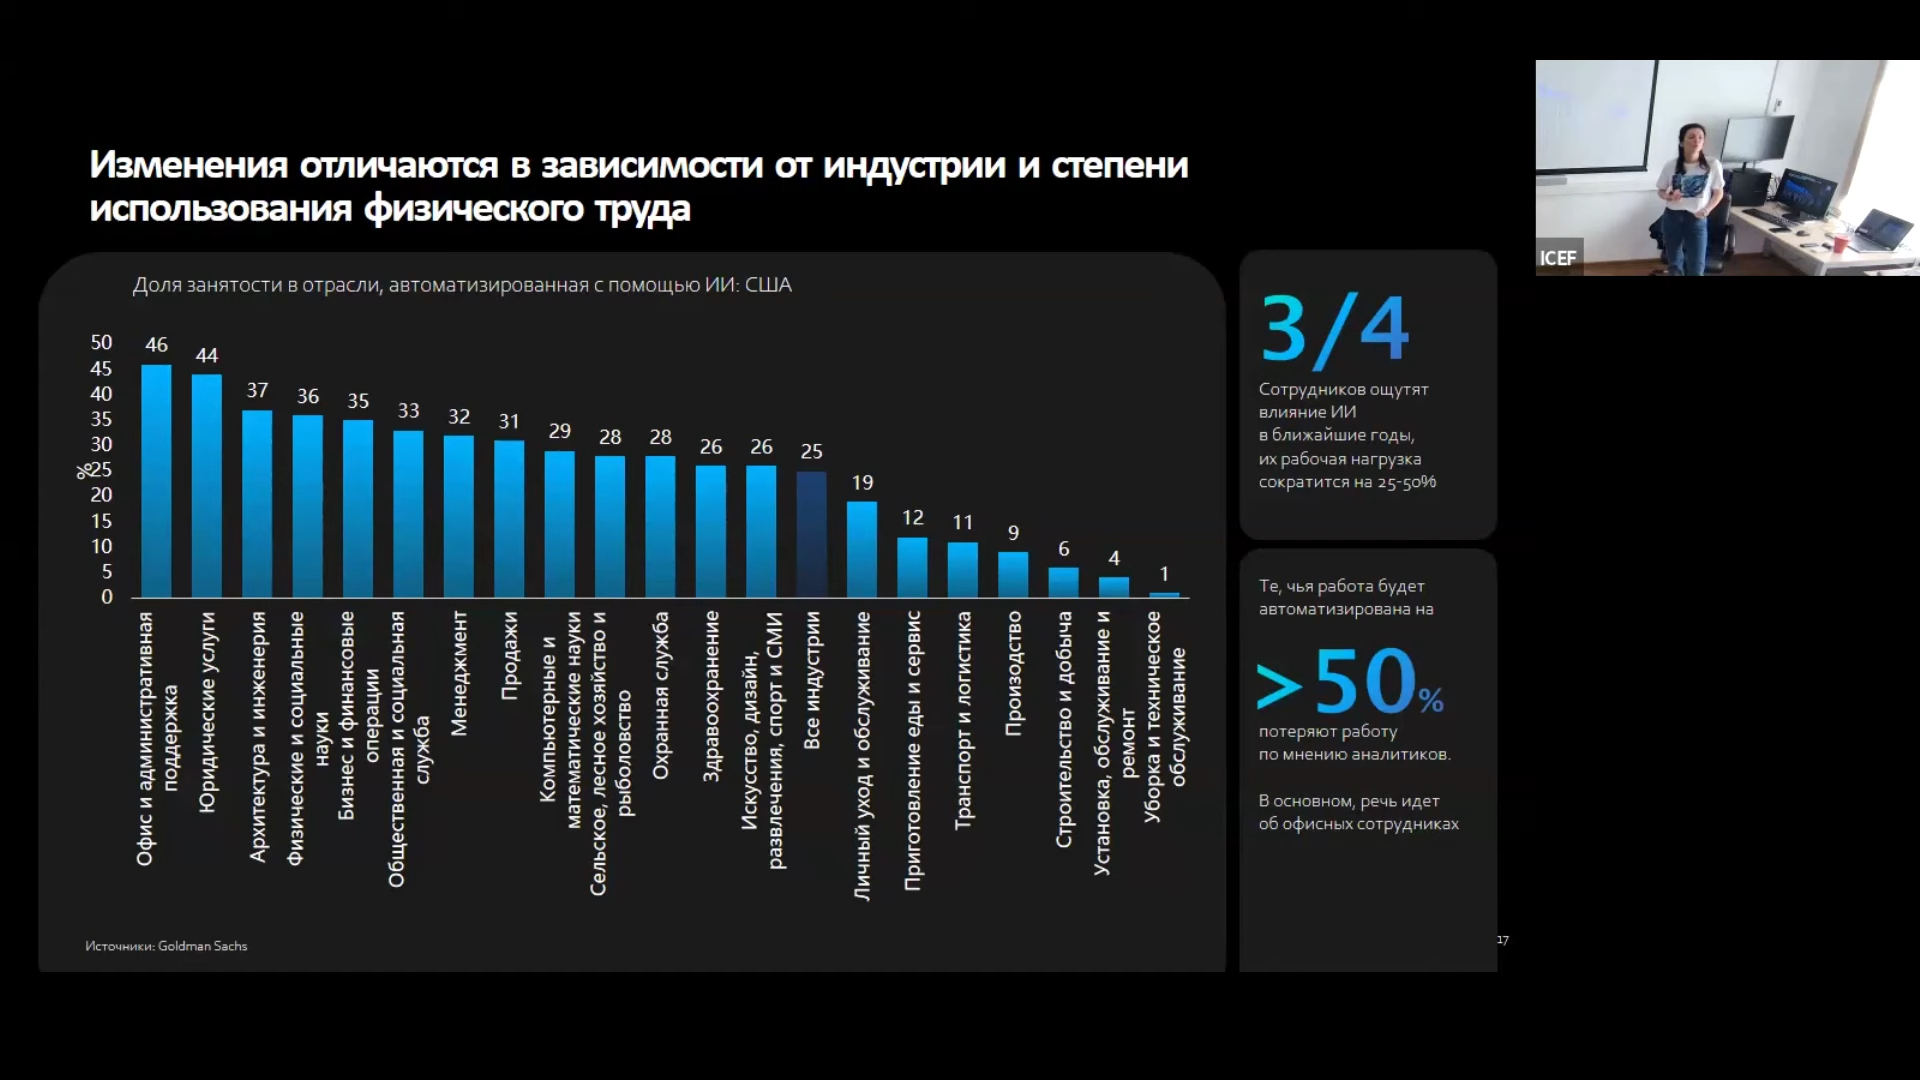 Изменения отличаются в зависимости от индустрии и степени
использования физического труда
ICEF
Доля занятости в отрасли, автоматизированная с помощью ИИ: США
%
50
45
40
35
30
25
20
15
10
5
0
46
44
37
36
35
33
32
31
29
28
28
26
26
25
19
12
11
9
6
4
1
Офис и административная
поддержка
Юридические услуги
Архитектура и инженерия
Физические и социальные
науки
Бизнес и финансовые
операции
Общественная и социальная
служба
Менеджмент
Продажи
Компьютерные и
математические науки
Сельское, лесное хозяйство и
рыболовство
Охранная служба
Здравоохранение
Искусство, дизайн,
развлечения, спорт и СМИ
Все индустрии
Личный уход и обслуживание
Приготовление еды и сервис
Транспорт и логистика
Произодство
Строительство и добыча
Установка, обслуживание и
ремонт
Уборка и техническое
обслуживание
Источники: Goldman Sachs
3/4
Сотрудников ощутят
влияние ИИ
в ближайшие годы,
их рабочая нагрузка
сократится на 25-50%
Те, чья работа будет
автоматизирована на
>50%
потеряют работу
по мнению аналитиков.
В основном, речь идет
об офисных сотрудниках
17